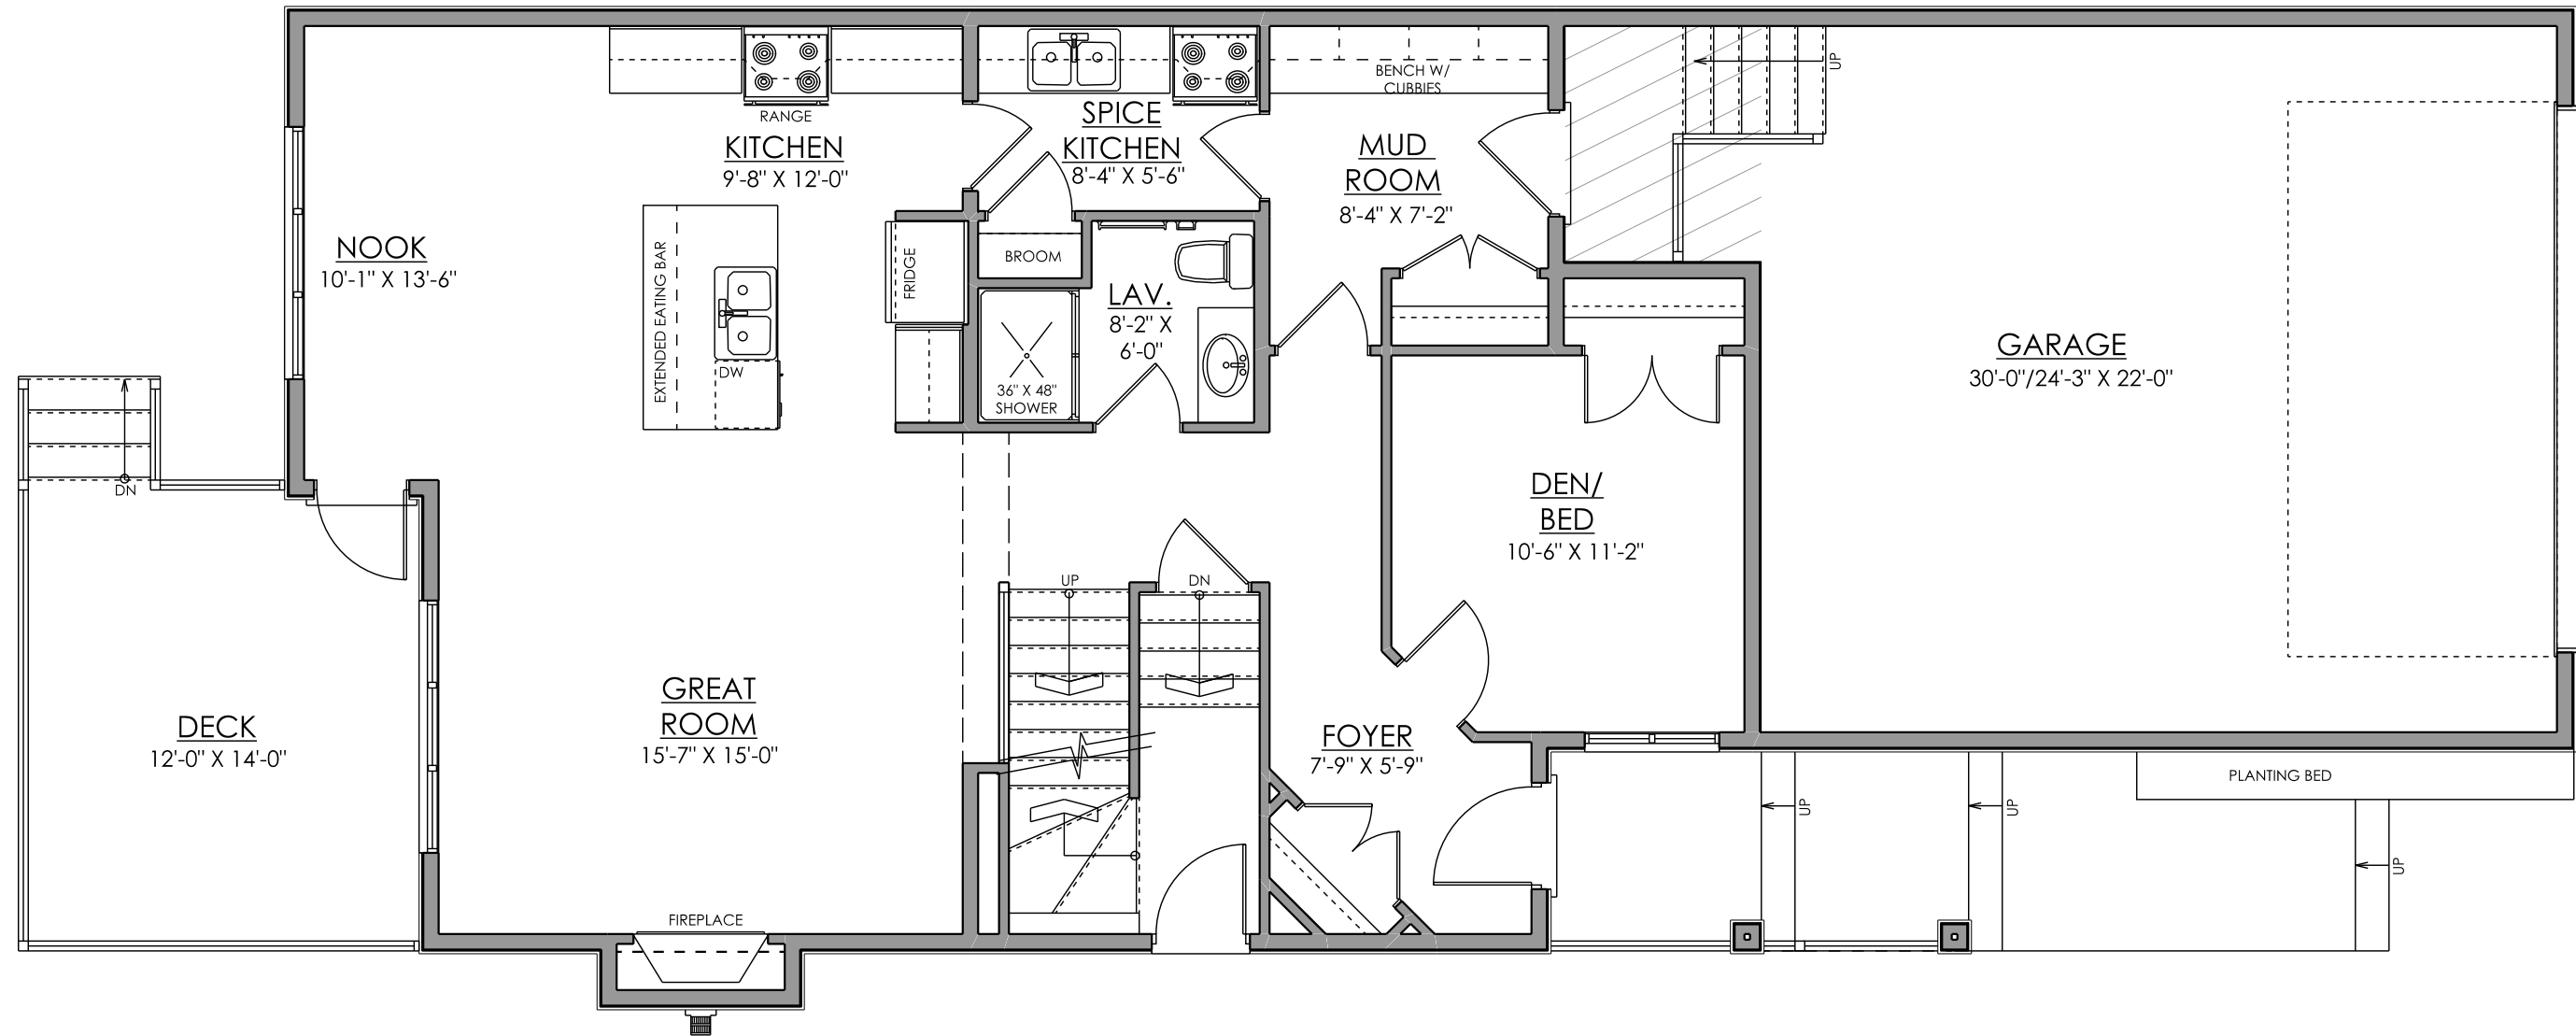 UP
BENCH W/
CUBBIES
RANGE
KITCHEN
9'-8" X 12'-0"
SPICE
KITCHEN
8'-4" X 5'-6"
MUD
ROOM
8'-4" X 7'-2"
NOOK
10'-1" X 13'-6"
EXTENDED EATING BAR
FRIDGE
BROOM
LAV.
8'-2" X
6'-0"
DW
36" X 48"
SHOWER
GARAGE
30'-0"/24'-3" X 22'-0"
DN
DEN/
BED
10'-6" X 11'-2"
UP
DN
GREAT
ROOM
15'-7" X 15'-0"
DECK
12'-0" X 14'-0"
FOYER
7'-9" X 5'-9"
PLANTING BED
UP
UP
UP
FIREPLACE